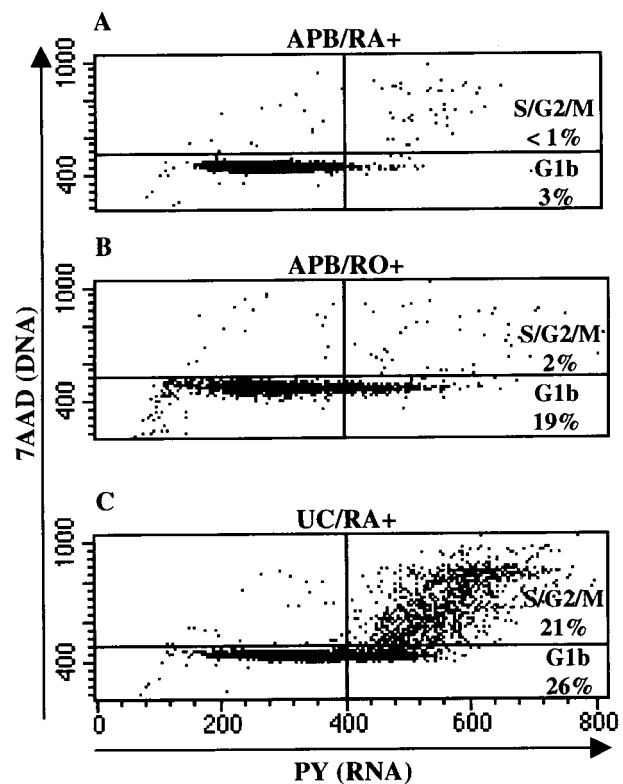 A
APB/RA+
1000
400
S/G2/M
< 1%
G1b
3%
B
APB/RO+
1000
400
S/G2/M
2%
G1b
19%
C
UC/RA+
1000
400
S/G2/M
21%
G1b
26%
0 200 400 600 800
7AAD (DNA)
PY (RNA)